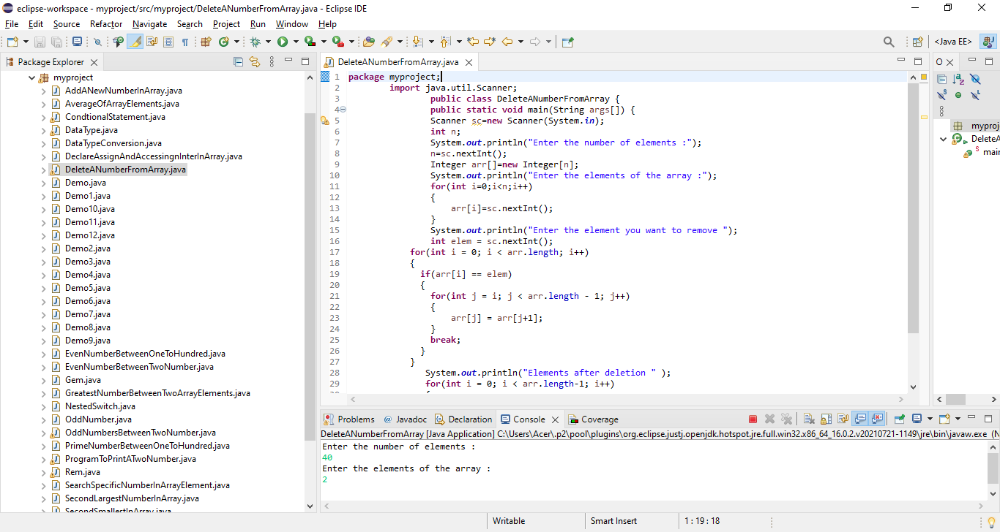 eclipse-workspace - myproject/src/myproject/DeleteANumberFromArray.java - Eclipse IDE
File Edit Source Refactor Navigate Search Project Run Window Help
<Java EE>
Package Explorer
myproject
AddANewNumberInArray.java
AverageOfArrayElements.java
CondtionalStatement.java
DataType.java
DataTypeConversion.java
DeclareAssignAndAccessingnInterInArray.java
DeleteANumberFromArray.java
Demo.java
Demo1.java
Demo10.java
Demo11.java
Demo12.java
Demo2.java
Demo3.java
Demo4.java
Demo5.java
Demo6.java
Demo7.java
Demo8.java
Demo9.java
EvenNumberBetweenOneToHundred.java
EvenNumberBetweenTwoNumber.java
Gem.java
GreatestNumberBetweenTwoArrayElements.java
NestedSwitch.java
OddNumber.java
OddNumbersBetweenTwoNumber.java
PrimeNumberBetweenOneToHundred.java
ProgramToPrintATwoNumber.java
Rem.java
SearchSpecificNumberInArrayElement.java
SecondLargestNumberInArray.java
SecondSmallestInArray.java
DeleteANumberFromArray.java
1 package myproject;
2 import java.util.Scanner;
3 public class DeleteANumberFromArray {
4 public static void main(String args[]) {
5 Scanner sc=new Scanner(System.in);
6 int n;
7 System.out.println("Enter the number of elements :");
8 n=sc.nextInt();
9 Integer arr[]=new Integer[n];
10 System.out.println("Enter the elements of the array :");
11 for(int i=0;i<n;i++)
12 {
13 arr[i]=sc.nextInt();
14 }
15 System.out.println("Enter the element you want to remove ");
16 int elem = sc.nextInt();
17 for(int i = 0; i < arr.length; i++)
18 {
19 if(arr[i] == elem)
20 {
21 for(int j = i; j < arr.length - 1; j++)
22 {
23 arr[j] = arr[j+1];
24 }
25 break;
26 }
27 }
28 System.out.println("Elements after deletion " );
29 for(int i = 0; i < arr.length-1; i++)
O
myproj
DeleteA
main
Problems @ Javadoc Declaration Console Coverage
DeleteANumberFromArray [Java Application] C:\Users\Acer\.p2\pool\plugins\org.eclipse.justj.openjdk.hotspot.jre.full.win32.x86_64_16.0.2.v20210721-1149\jre\bin\javaw.exe (N
Enter the number of elements :
40
Enter the elements of the array :
2
Writable Smart Insert 1 : 19 : 18